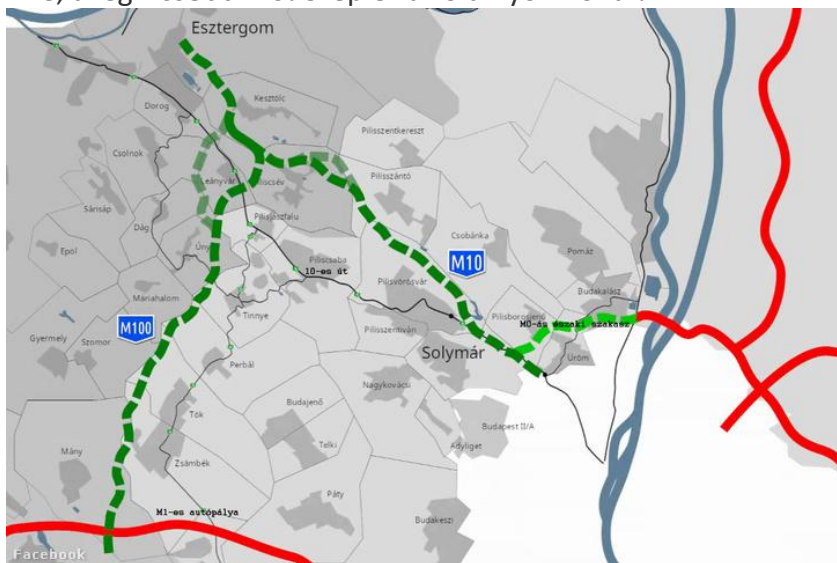 Esztergom
Dorog
Kesztölc
Csolnok
Pilisszentkereszt
Leányvár
Piliscsév
Pilisszántó
Sárisáp
Dág
Pilisjászfalu
Csobánka
Epöl
Úny
Pomáz
Piliscsaba
10-es út
M10
Máriahalom
Pilisvörösvár
Budakalász
Tinnye
Pilisborosjenő
M0-ás északi szakasz
M100
Gyermely
Szomor
Pilisszentiván
Solymár
Üröm
Perbál
Nagykovácsi
Budajenő
Tök
Budapest II/A
Telki
Adyliget
Mány
Zsámbék
Páty
M1-es autópálya
Budakeszi
Facebook